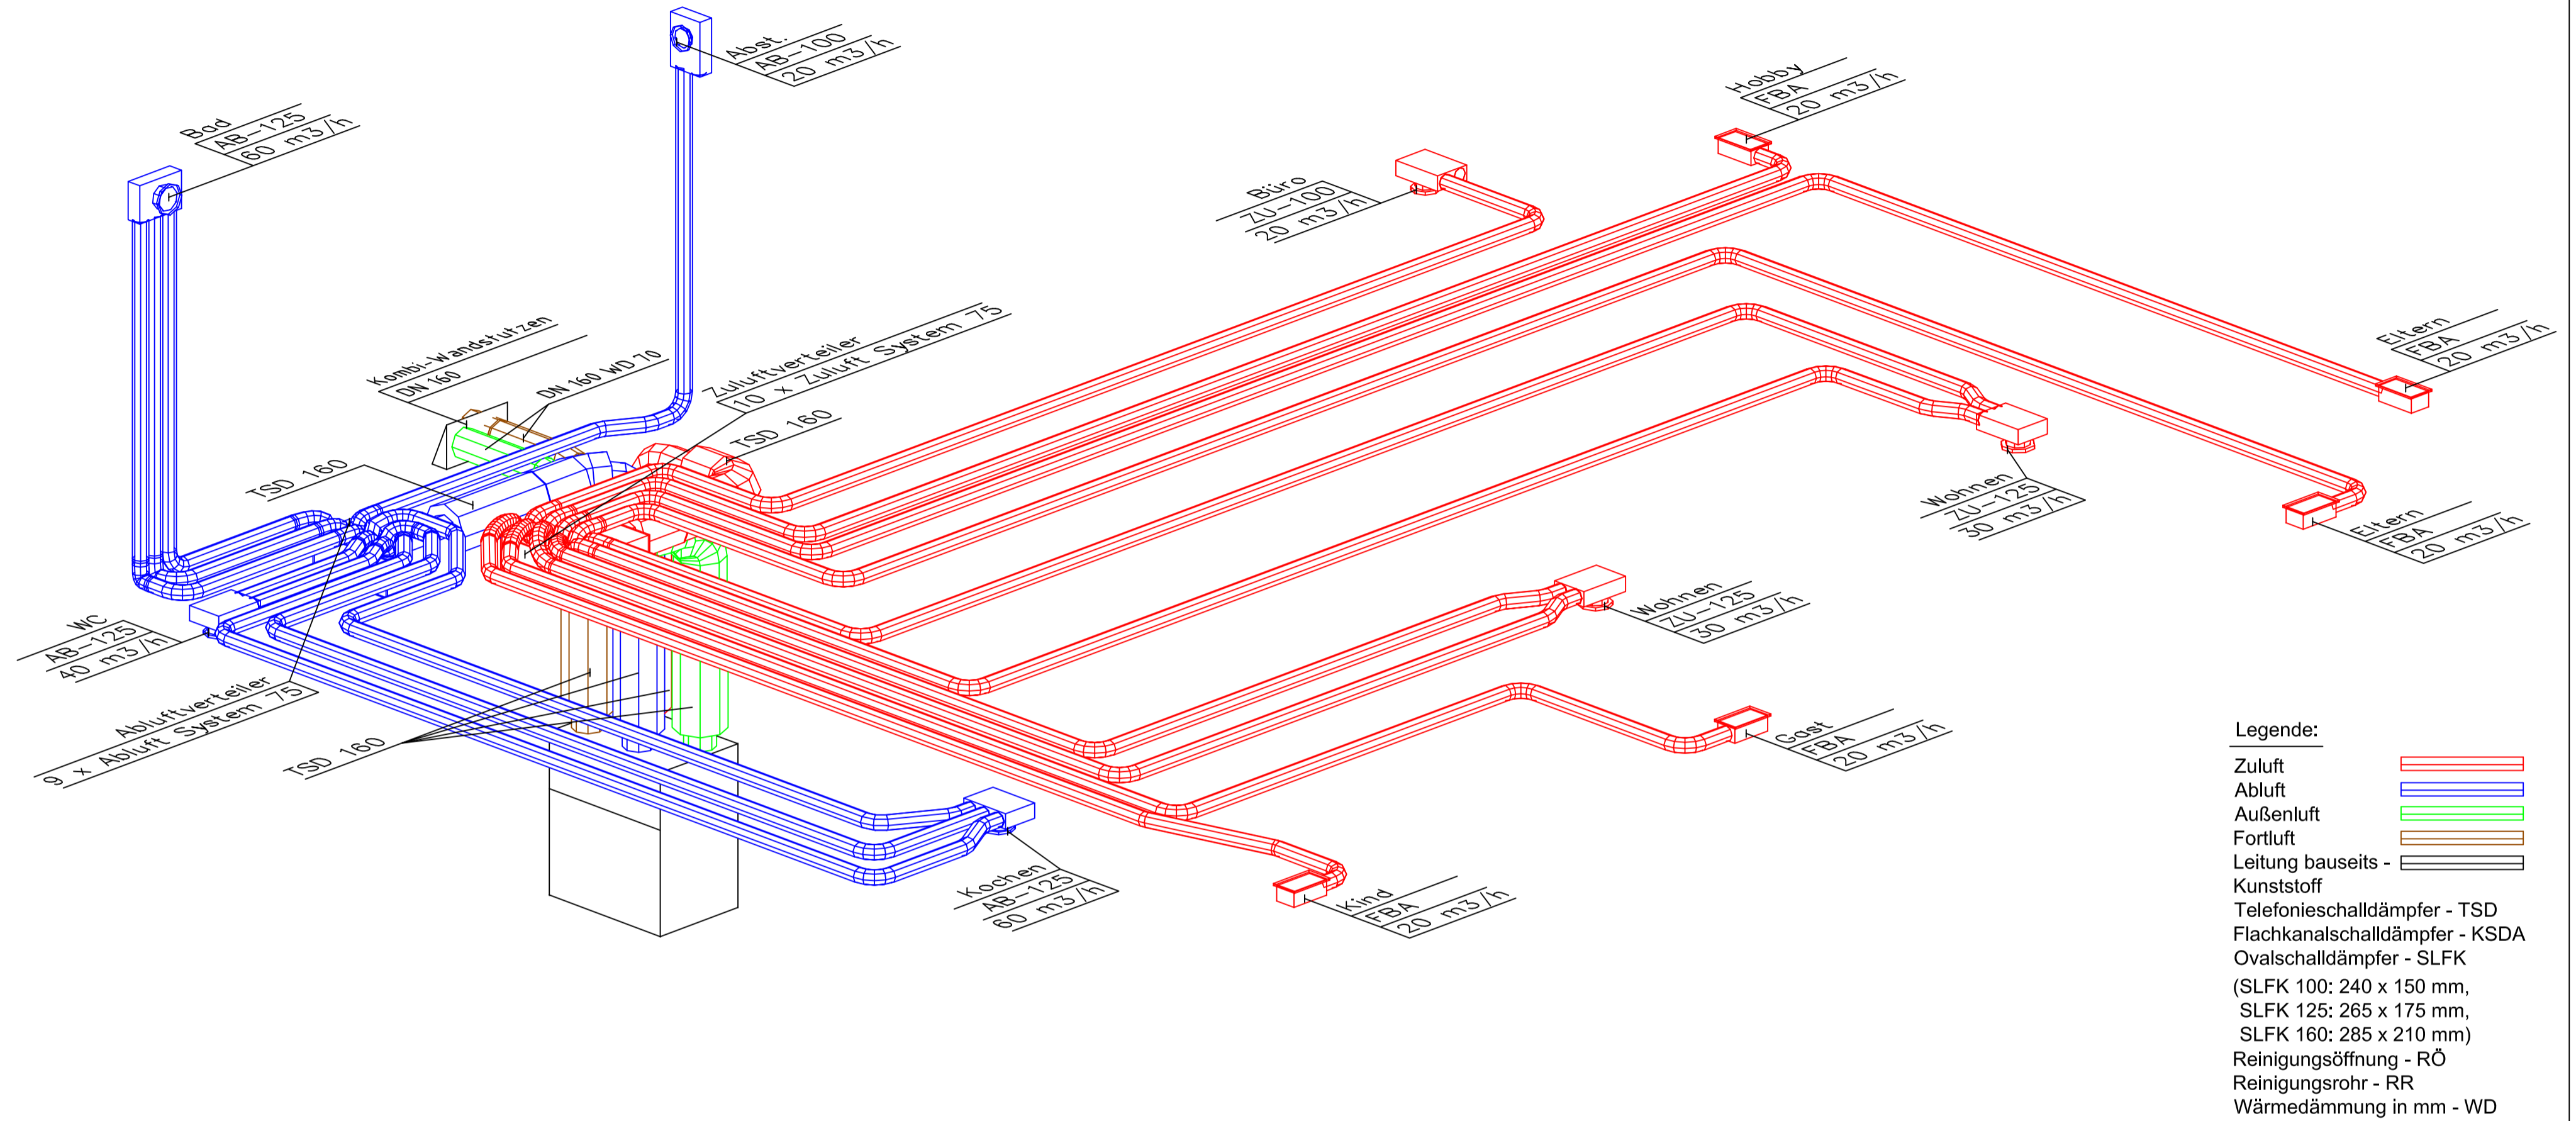 Abst.
AB-100
20 m3/h
Bad
AB-125
60 m3/h
Hobby
FBA
20 m3/h
Büro
ZU-100
20 m3/h
Kombi-Wandstutzen
DN 160
DN 160 WD 70
Zuluftverteiler
10 x Zuluft System 75
TSD 160
TSD 160
Eltern
FBA
20 m3/h
Wohnen
ZU-125
30 m3/h
Eltern
FBA
20 m3/h
WC
AB-125
40 m3/h
Abluftverteiler
9 x Abluft System 75
TSD 160
Wohnen
ZU-125
30 m3/h
Gast
FBA
20 m3/h
Kochen
AB-125
60 m3/h
Kind
FBA
20 m3/h
Legende:
Zuluft
Abluft
Außenluft
Fortluft
Leitung bauseits -
Kunststoff
Telefonieschalldämpfer - TSD
Flachkanalschalldämpfer - KSDA
Ovalschalldämpfer - SLFK
(SLFK 100: 240 x 150 mm,
SLFK 125: 265 x 175 mm,
SLFK 160: 285 x 210 mm)
Reinigungsöffnung - RÖ
Reinigungsrohr - RR
Wärmedämmung in mm - WD